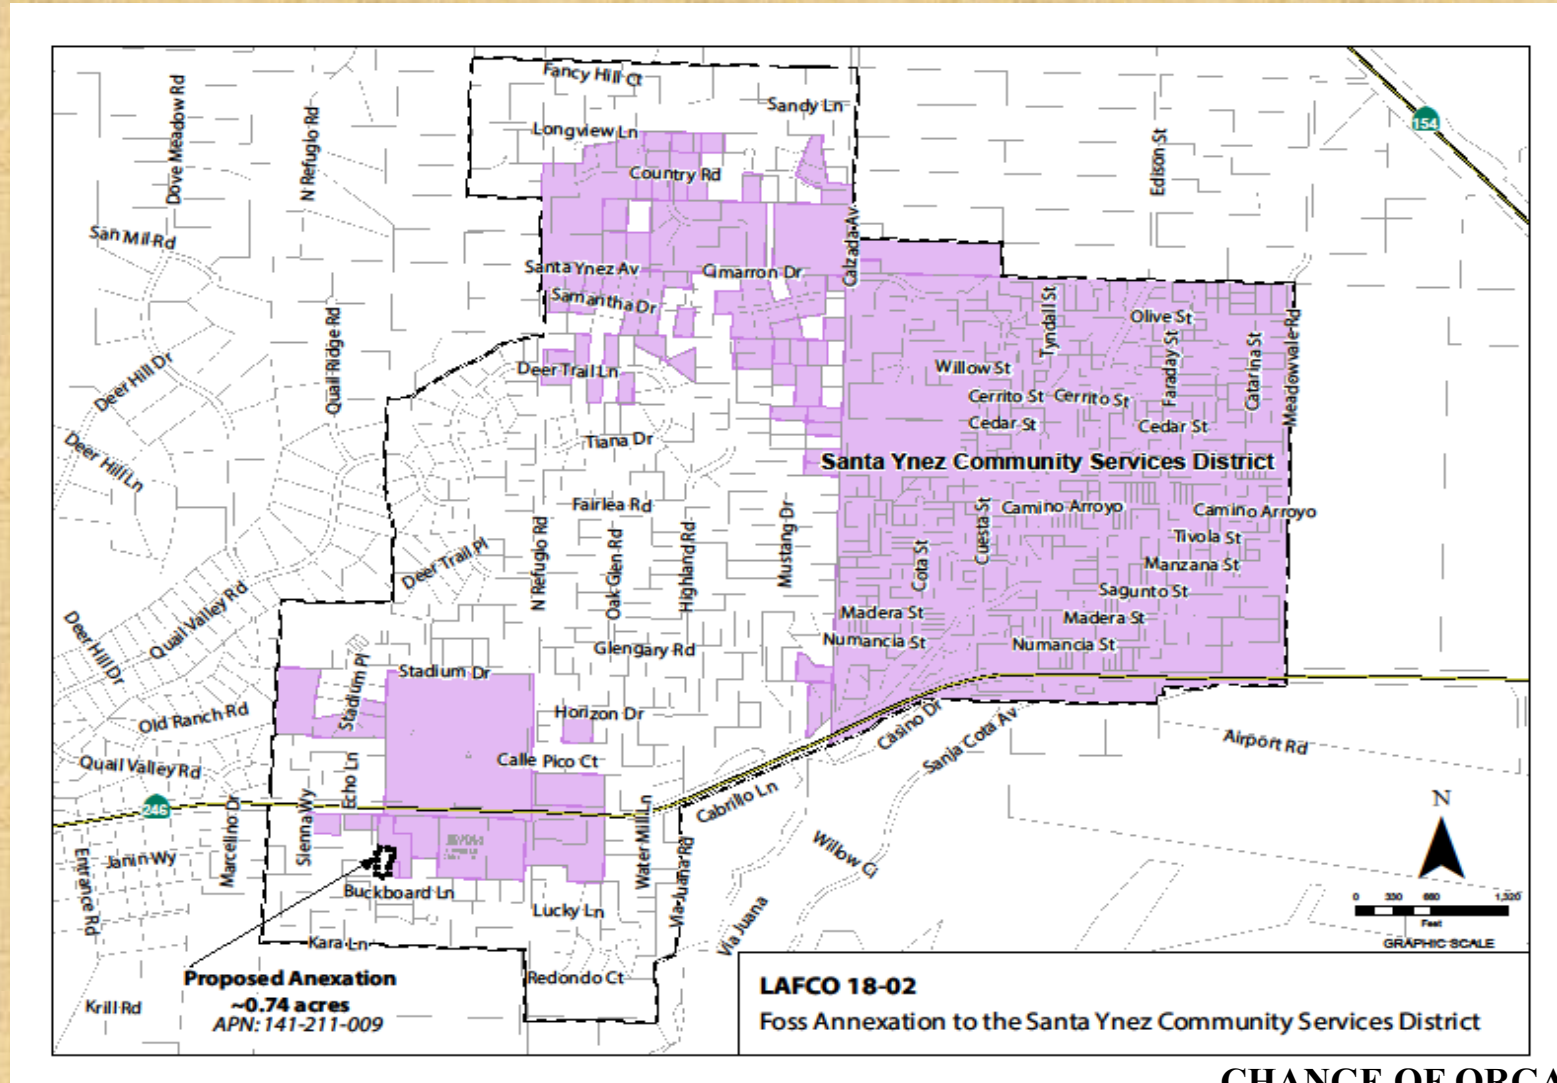 Fancy Hill Ct
Sandy Ln
Longview Ln
Country Rd
Dove Meadow Rd
N Refugio Rd
Edison St
154
San Mil Rd
Santa Ynez Av
Cimarron Dr
Calzada Av
Samantha Dr
Tyndall St
Olive St
Faraday St
Catarina St
Meadowvale Rd
Quail Ridge Rd
Deer Hill Dr
Deer Trail Ln
Willow St
Cerrito St
Cerrito St
Cedar St
Cedar St
Tiana Dr
Deer Hill Ln
Santa Ynez Community Services District
Fairlea Rd
Camino Arroyo
Camino Arroyo
N Refugio Rd
Oak Glen Rd
Highland Rd
Mustang Dr
Cota St
Cuesta St
Tivola St
Deer Trail Pl
Manzana St
Sagunto St
Quail Valley Rd
Madera St
Madera St
Deer Hill Dr
Numancia St
Numancia St
Glengary Rd
Stadium Pl
Stadium Dr
Old Ranch Rd
Horizon Dr
Casino Dr
Sanja Cota Av
Airport Rd
Quail Valley Rd
Calle Pico Ct
Echo Ln
246
Sienna Wy
Marcelino Dr
Cabrillo Ln
Water Mill Ln
Via Juana Rd
Willow Ci
N
Janin Wy
Entrance Rd
Buckboard Ln
Lucky Ln
Via Juana
0 330 660 1,320
Feet
GRAPHIC SCALE
Kara Ln
Redondo Ct
Proposed Anexation
~0.74 acres
APN: 141-211-009
Krill Rd
LAFCO 18-02
Foss Annexation to the Santa Ynez Community Services District